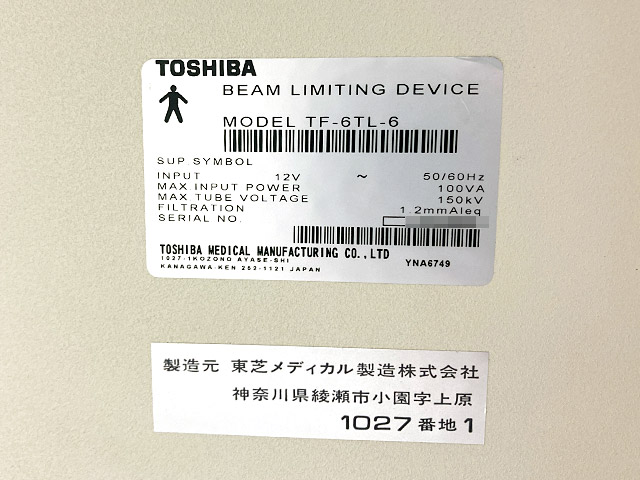 TOSHIBA
BEAM LIMITING DEVICE
MODEL TF-6TL-6
SUP.SYMBOL
INPUT 12V ~ 50/60Hz
MAX.INPUT POWER 100VA
MAX.TUBE VOLTAGE 150kV
FILTRATION 1.2mmAleq
SERIAL NO.
TOSHIBA MEDICAL MANUFACTURING CO.,LTD
1027-1KOZONO AYASE-SHI
KANAGAWA-KEN 252-1121 JAPAN
YNA6749
製造元 東芝メディカル製造株式会社
神奈川県綾瀬市小園字上原
1027番地1